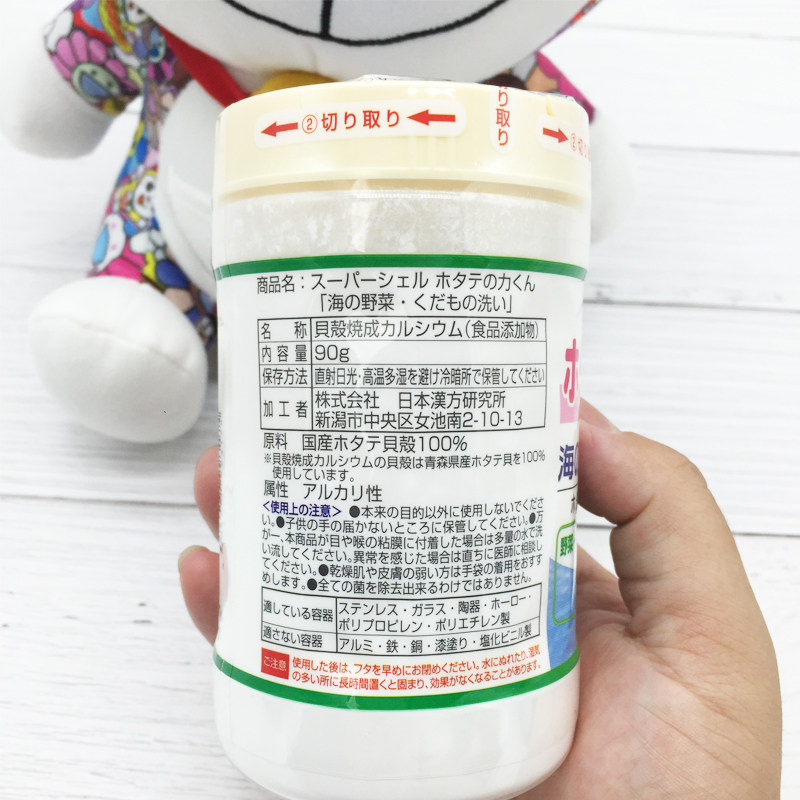 ②切り取り
り取り
②切
商品名：スーパーシェル ホタテの力くん
「海の野菜・くだもの洗い」
名 称 貝殻焼成カルシウム(食品添加物)
内容量 90g
保存方法 直射日光・高温多湿を避け冷暗所で保管してください
加工者 株式会社 日本漢方研究所
新潟市中央区女池南2-10-13
原料 国産ホタテ貝殻100%
※貝殻焼成カルシウムの貝殻は青森県産ホタテ貝を100%
使用しています。
属性 アルカリ性
＜使用上の注意＞ ●本来の目的以外に使用しないでくださ
い。●子供の手の届かないところに保管してください。●万
が一、本商品が目や喉の粘膜に付着した場合は多量の水で洗
い流してください。異常を感じた場合は直ちに医師に相談し
てください。●乾燥肌や皮膚の弱い方は手袋の着用をおすす
めします。●全ての菌を除去出来るわけではありません。
適している容器 ステンレス・ガラス・陶器・ホーロー・
ポリプロピレン・ポリエチレン製
適さない容器 アルミ・鉄・銅・漆塗り・塩化ビニル製
ご注意 使用した後は、フタを早めにお閉めください。水にぬれたり、湿気
の多い所に長時間置くと固まり、効果がなくなることがあります。
ホ
海の
野菜